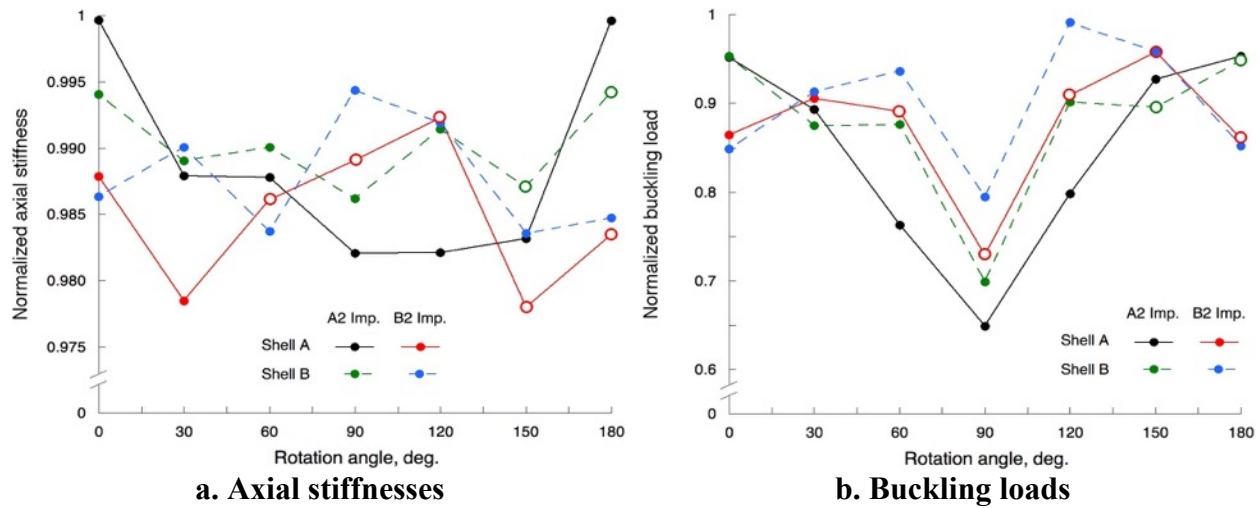 1
0.995
0.990
0.985
0.980
0.975
0
Normalized axial stiffness
A2 Imp. B2 Imp.
Shell A
Shell B
0 30 60 90 120 150 180
Rotation angle, deg.
a. Axial stiffnesses
1
0.9
0.8
0.7
0.6
0
Normalized buckling load
A2 Imp. B2 Imp.
Shell A
Shell B
0 30 60 90 120 150 180
Rotation angle, deg.
b. Buckling loads